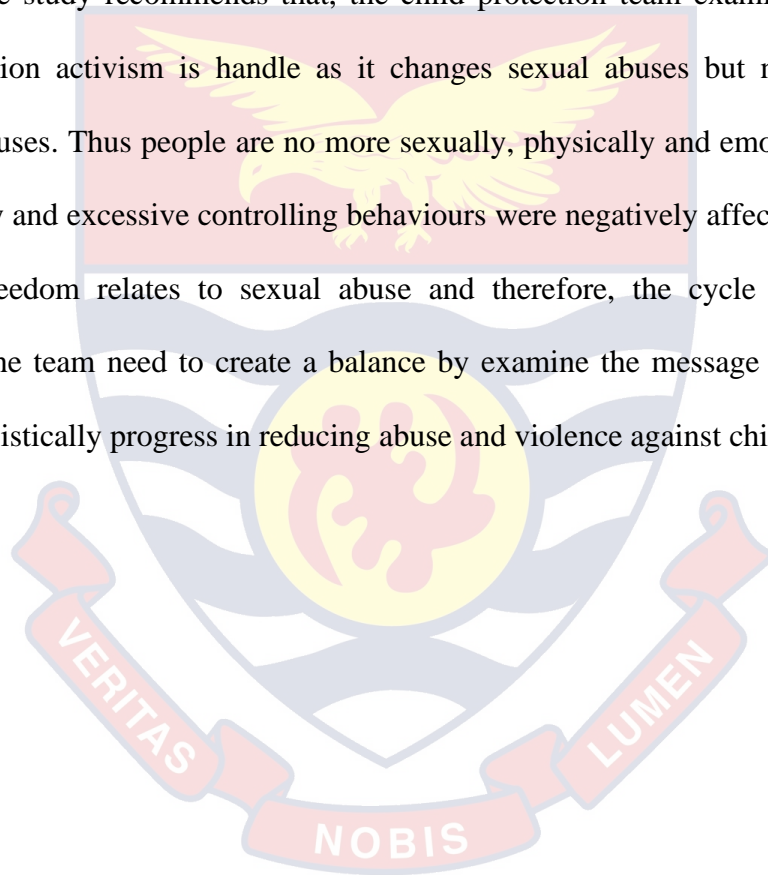 e study recommends that, the child protection team exami
ion activism is handle as it changes sexual abuses but
uses. Thus people are no more sexually, physically and emo
y and excessive controlling behaviours were negatively affec
eedom relates to sexual abuse and therefore, the cycle
ne team need to create a balance by examine the message
istically progress in reducing abuse and violence against chi
VERITAS
NOBIS
LUMEN